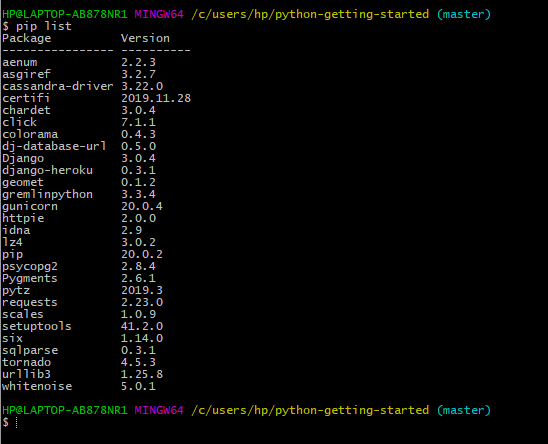 HP@LAPTOP-AB878NR1 MINGW64 /c/users/hp/python-getting-started (master)
$ pip list
Package          Version
---------------- ----------
aenum            2.2.3
asgiref          3.2.7
cassandra-driver 3.22.0
certifi          2019.11.28
chardet          3.0.4
click            7.1.1
colorama         0.4.3
dj-database-url  0.5.0
Django           3.0.4
django-heroku    0.3.1
geomet           0.1.2
gremlinpython    3.3.4
gunicorn         20.0.4
httpie           2.0.0
idna             2.9
lz4              3.0.2
pip              20.0.2
psycopg2         2.8.4
Pygments         2.6.1
pytz             2019.3
requests         2.23.0
scales           1.0.9
setuptools       41.2.0
six              1.14.0
sqlparse         0.3.1
tornado          4.5.3
urllib3          1.25.8
whitenoise       5.0.1
HP@LAPTOP-AB878NR1 MINGW64 /c/users/hp/python-getting-started (master)
$